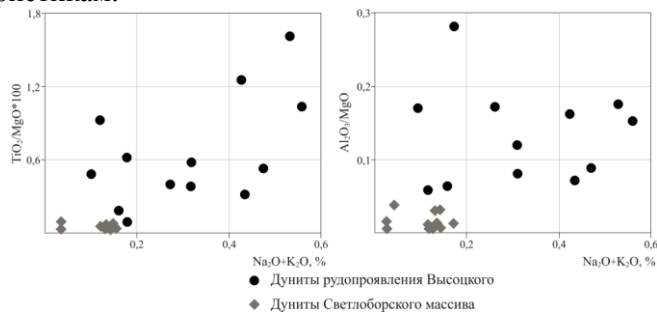 ристикам.
1,8
1,2
0,6
TiO₂/MgO*100
0,2
0,4
0,6
Na₂O+K₂O, %
0,3
0,2
0,1
Al₂O₃/MgO
0,2
0,4
0,6
Na₂O+K₂O, %
Дуниты рудопроявления Высоцкого
Дуниты Светлоборского массива